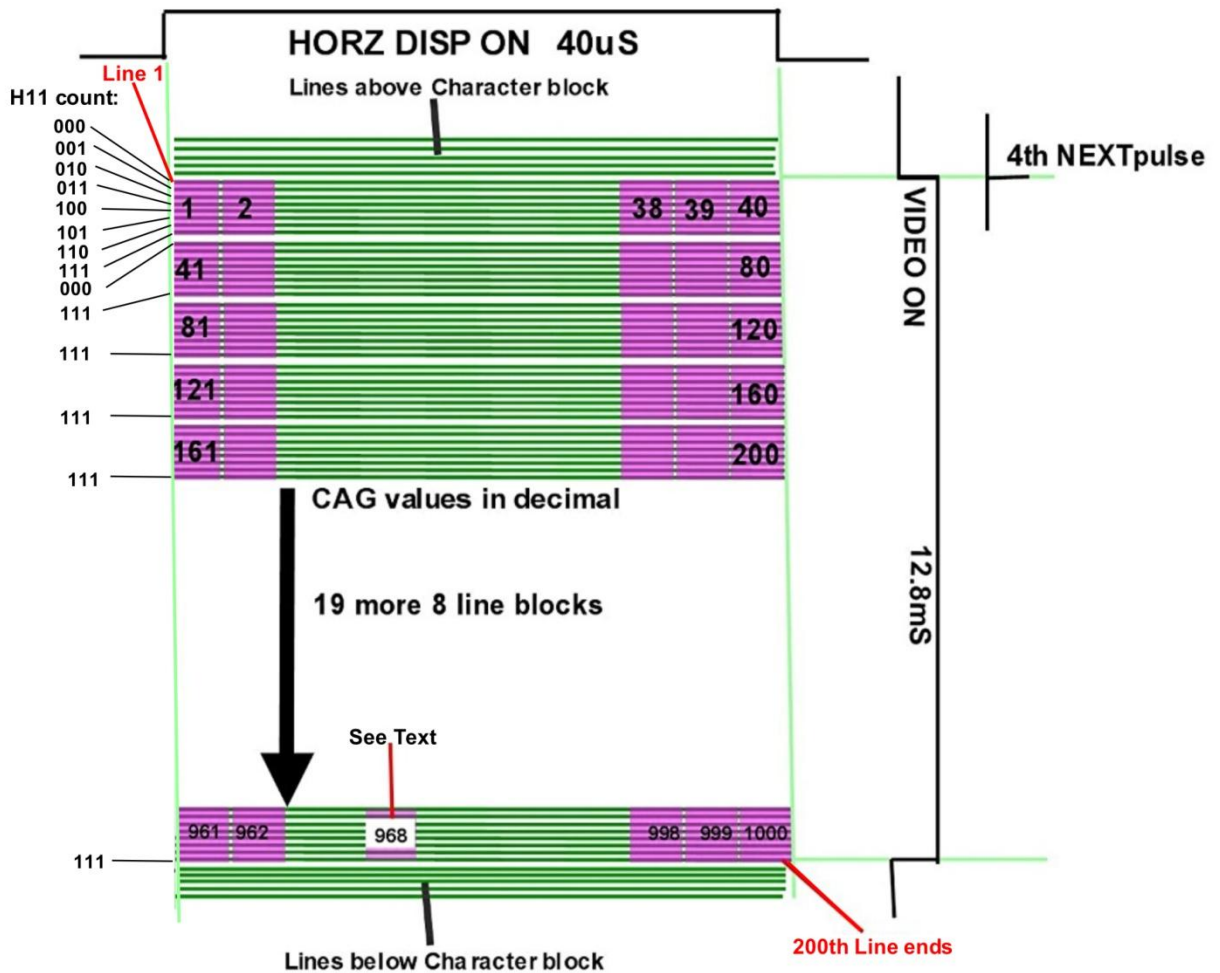 HORZ DISP ON 40uS
Line 1
Lines above Character block
H11 count:
000
001
010
011
100
101
110
111
000
111
111
111
111
4th NEXTpulse
1 2 38 39 40
41 80
81 120
121 160
161 200
VIDEO ON
12.8mS
CAG values in decimal
19 more 8 line blocks
See Text
961 962 968 998 999 1000
111
200th Line ends
Lines below Character block